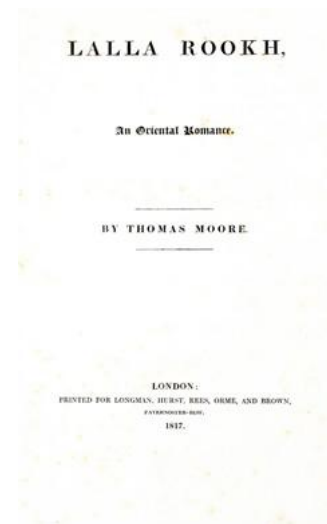 LALLA ROOKH,
An Oriental Romance.
BY THOMAS MOORE.
LONDON:
PRINTED FOR LONGMAN, HURST, REES, ORME, AND BROWN,
PATERNOSTER-ROW.
1817.